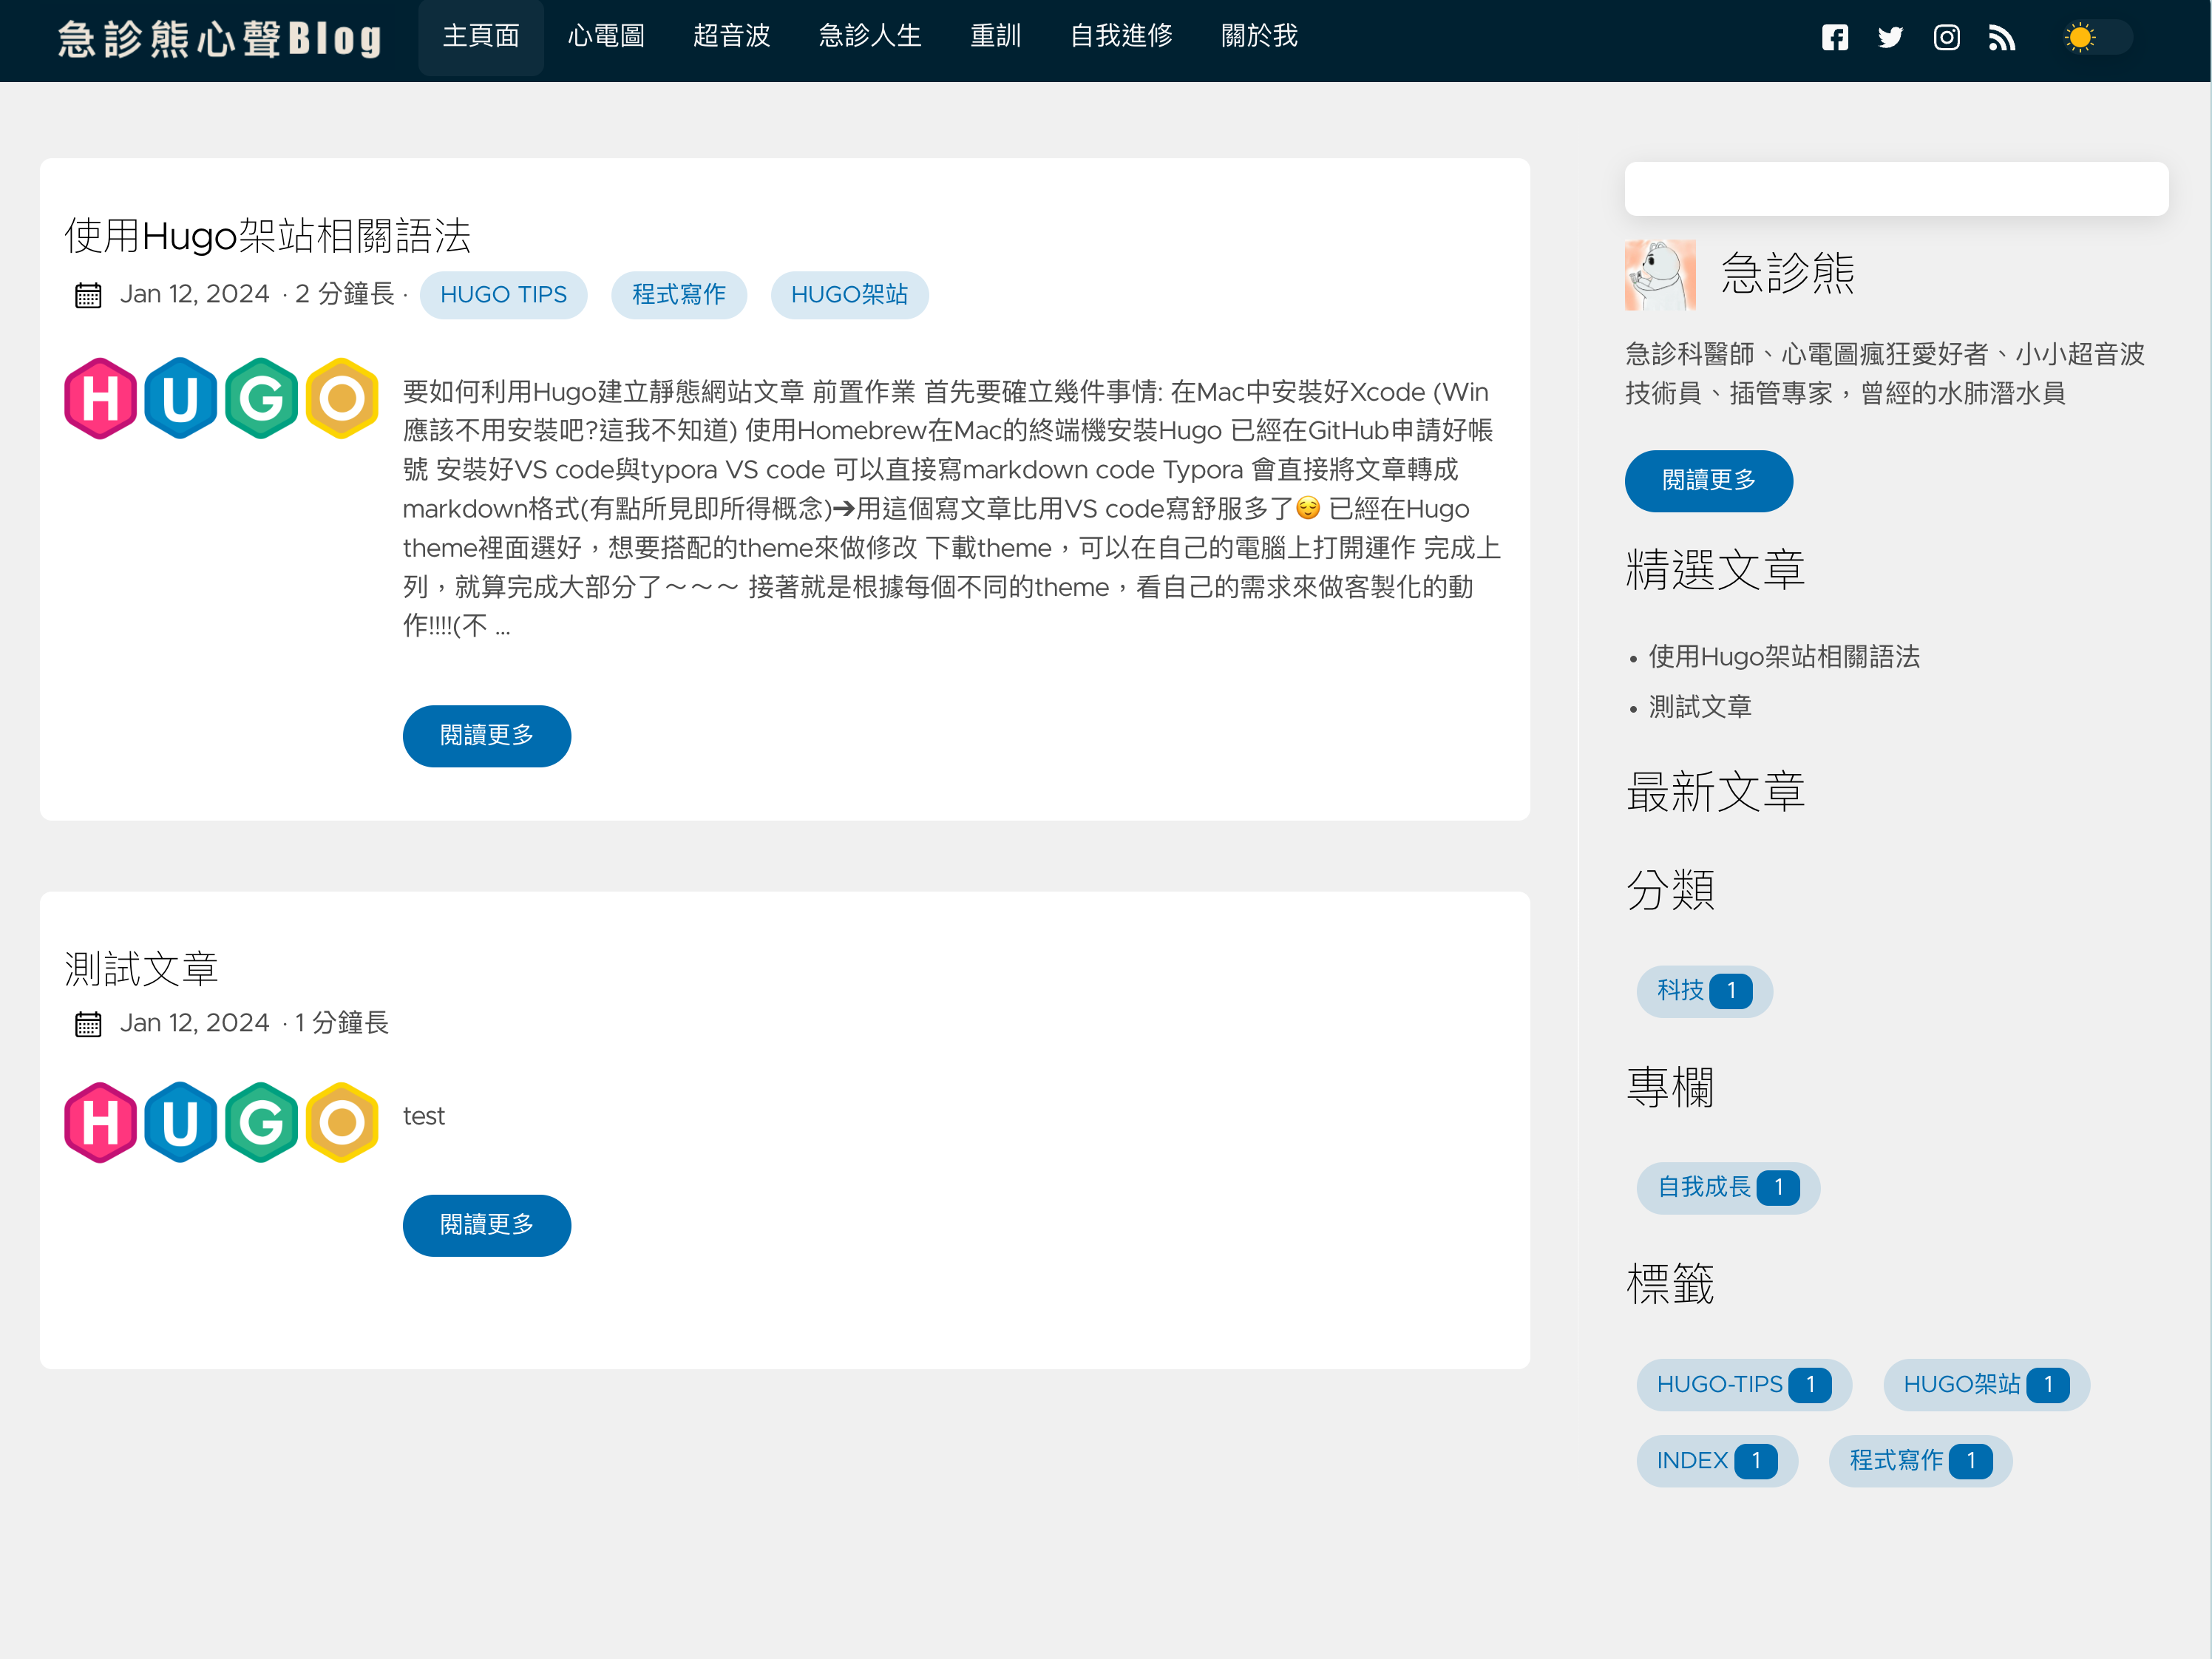 急診熊心聲Blog 主頁面 心電圖 超音波 急診人生 重訓 自我進修 關於我
使用Hugo架站相關語法
Jan 12, 2024 · 2 分鐘長 · HUGO TIPS 程式寫作 HUGO架站
HUGO
要如何利用Hugo建立靜態網站文章 前置作業 首先要確立幾件事情: 在Mac中安裝好Xcode (Win
應該不用安裝吧?這我不知道) 使用Homebrew在Mac的終端機安裝Hugo 已經在GitHub申請好帳
號 安裝好VS code與typora VS code 可以直接寫markdown code Typora 會直接將文章轉成
markdown格式(有點所見即所得概念)➔用這個寫文章比用VS code寫舒服多了😌 已經在Hugo
theme裡面選好，想要搭配的theme來做修改 下載theme，可以在自己的電腦上打開運作 完成上
列，就算完成大部分了～～～ 接著就是根據每個不同的theme，看自己的需求來做客製化的動
作!!!!(不 ...
閱讀更多
測試文章
Jan 12, 2024 · 1 分鐘長
HUGO
test
閱讀更多
急診熊
急診科醫師、心電圖瘋狂愛好者、小小超音波
技術員、插管專家，曾經的水肺潛水員
閱讀更多
精選文章
• 使用Hugo架站相關語法
• 測試文章
最新文章
分類
科技 1
專欄
自我成長 1
標籤
HUGO-TIPS 1 HUGO架站 1
INDEX 1 程式寫作 1